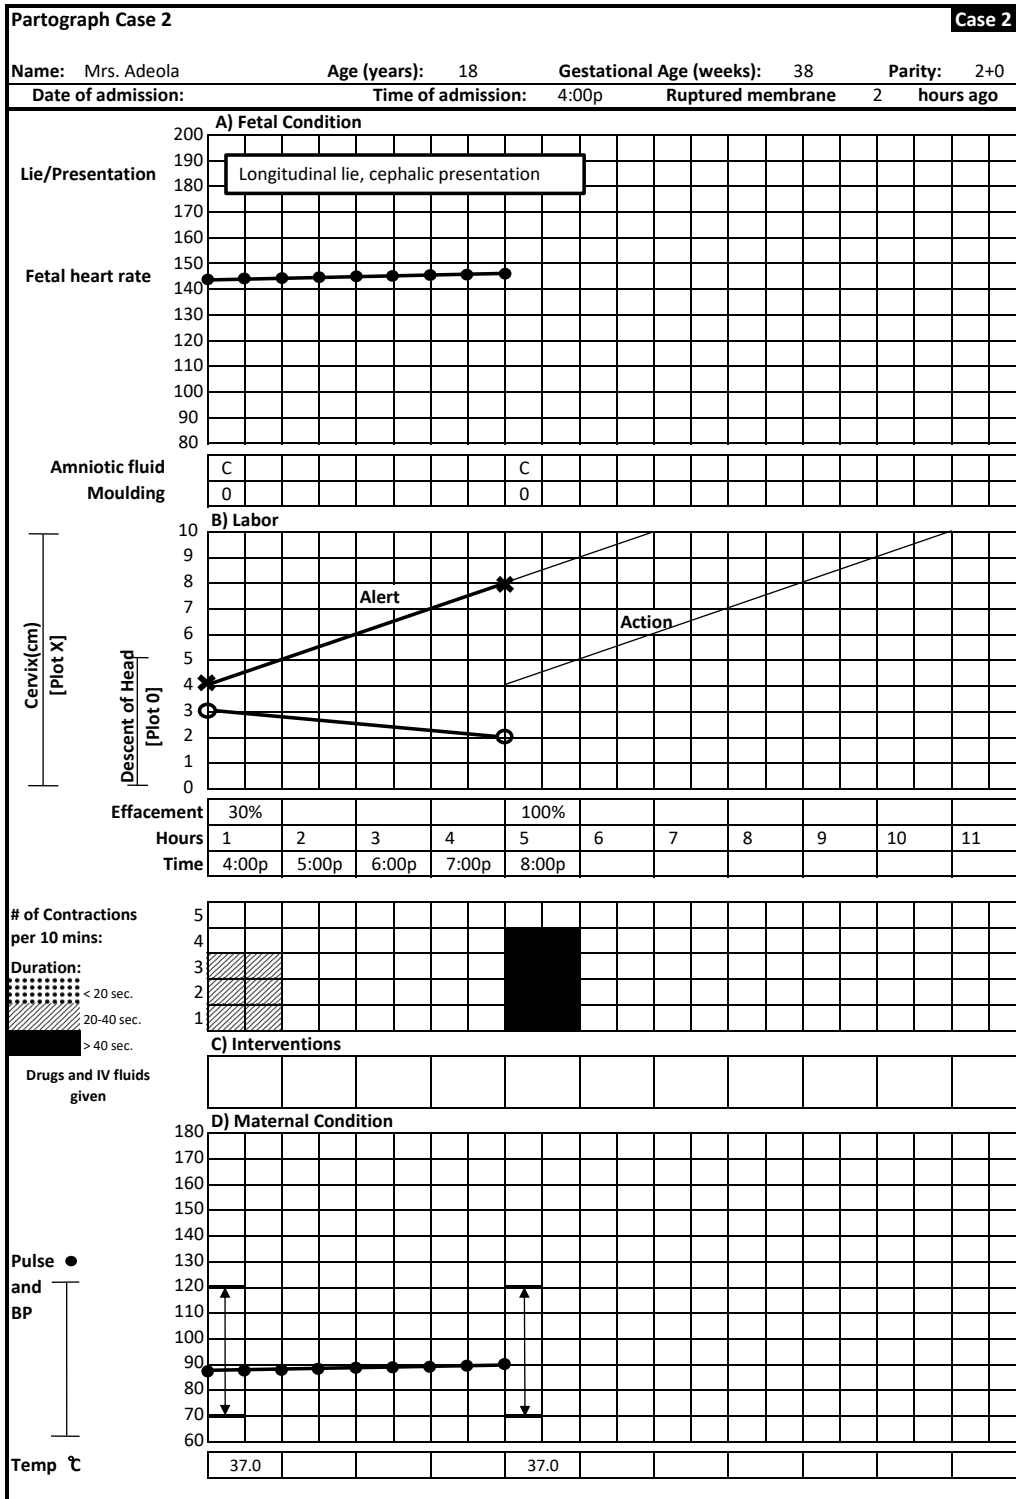 Partograph Case 2 Case 2
Name: Mrs. Adeola Age (years): 18 Gestational Age (weeks): 38 Parity: 2+0
Date of admission: Time of admission: 4:00p Ruptured membrane 2 hours ago
A) Fetal Condition
200
190
Lie/Presentation Longitudinal lie, cephalic presentation
180
170
160
150
Fetal heart rate
140
130
120
110
100
90
80
Amniotic fluid C C
Moulding 0 0
B) Labor
10
9
8
Alert
7
Action
6
5
4
3
2
1
0
Cervix(cm)
[Plot X]
Descent of Head
[Plot 0]
Effacement 30% 100%
Hours 1 2 3 4 5 6 7 8 9 10 11
Time 4:00p 5:00p 6:00p 7:00p 8:00p
# of Contractions 5
per 10 mins: 4
Duration: 3
< 20 sec. 2
20-40 sec. 1
> 40 sec.
C) Interventions
Drugs and IV fluids
given
D) Maternal Condition
180
170
160
150
140
130
Pulse
and 120
BP 110
100
90
80
70
60
Temp ℃ 37.0 37.0